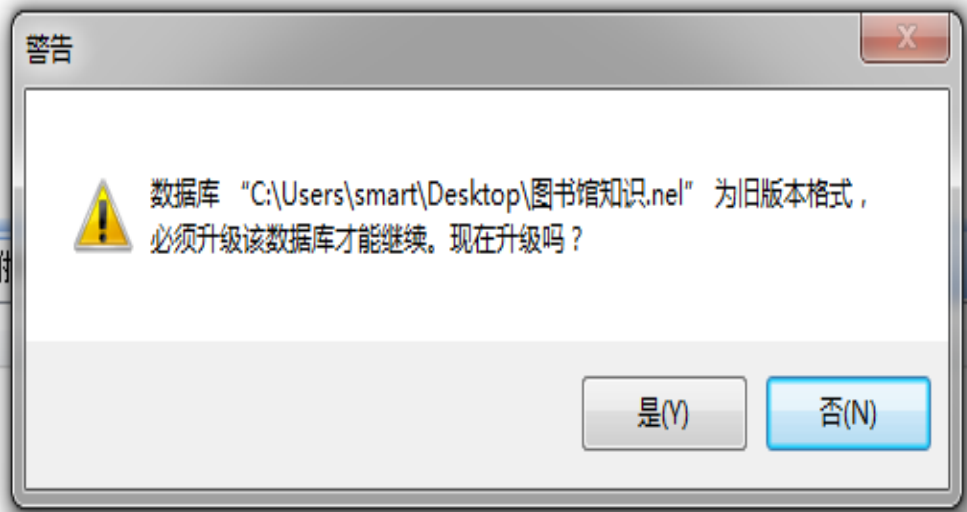 警告
X
数据库 “C:\Users\smart\Desktop\图书馆知识.nel” 为旧版本格式，
必须升级该数据库才能继续。现在升级吗？
是(Y)
否(N)